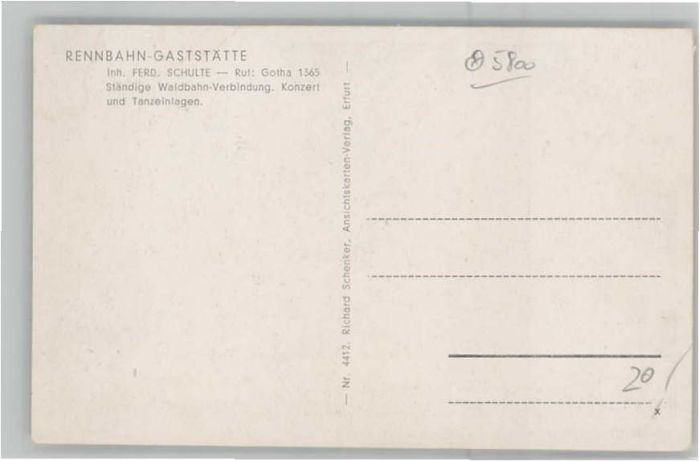 RENNBAHN-GASTSTÄTTE
Inh. FERD. SCHULTE — Ruf: Gotha 1365
Ständige Waldbahn-Verbindung. Konzert
und Tanzeinlagen.
— Nr. 4412. Richard Schenker, Ansichtskarten-Verlag, Erfurt. —
5800
20
x